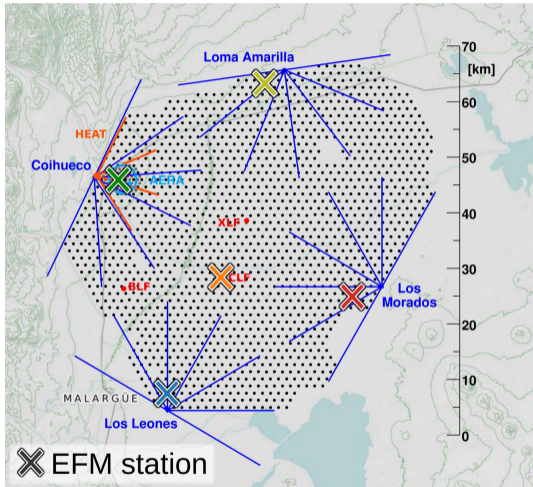 Loma Amarilla
70
[km]
60
HEAT
Coihueco
AERA
50
XLF
40
30
BLF
CLF
Los
Morados
20
10
MALARGÜE
Los Leones
0
EFM station